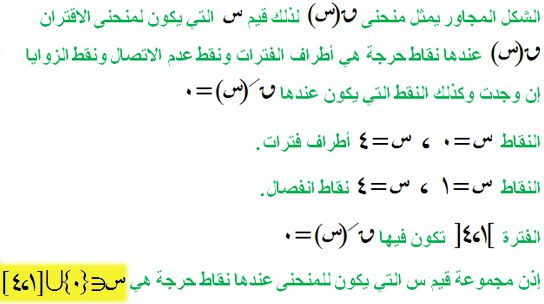 الشكل المجاور يمثل منحنى ق(س) لذلك قيم س التي يكون لمنحنى الاقتران
ق(س) عندها نقاط حرجة هي أطراف الفترات ونقط عدم الاتصال ونقط الزوايا
إن وجدت وكذلك النقط التي يكون عندها قَ(س)=٠
النقاط س=٠ ، س=٤ أطراف فترات.
النقاط س=١ ، س=٤ نقاط انفصال.
الفترة ]٤،١[ تكون فيها قَ(س)=٠
إذن مجموعة قيم س التي يكون للمنحنى عندها نقاط حرجة هي س∋{٠}∪[٤،١]